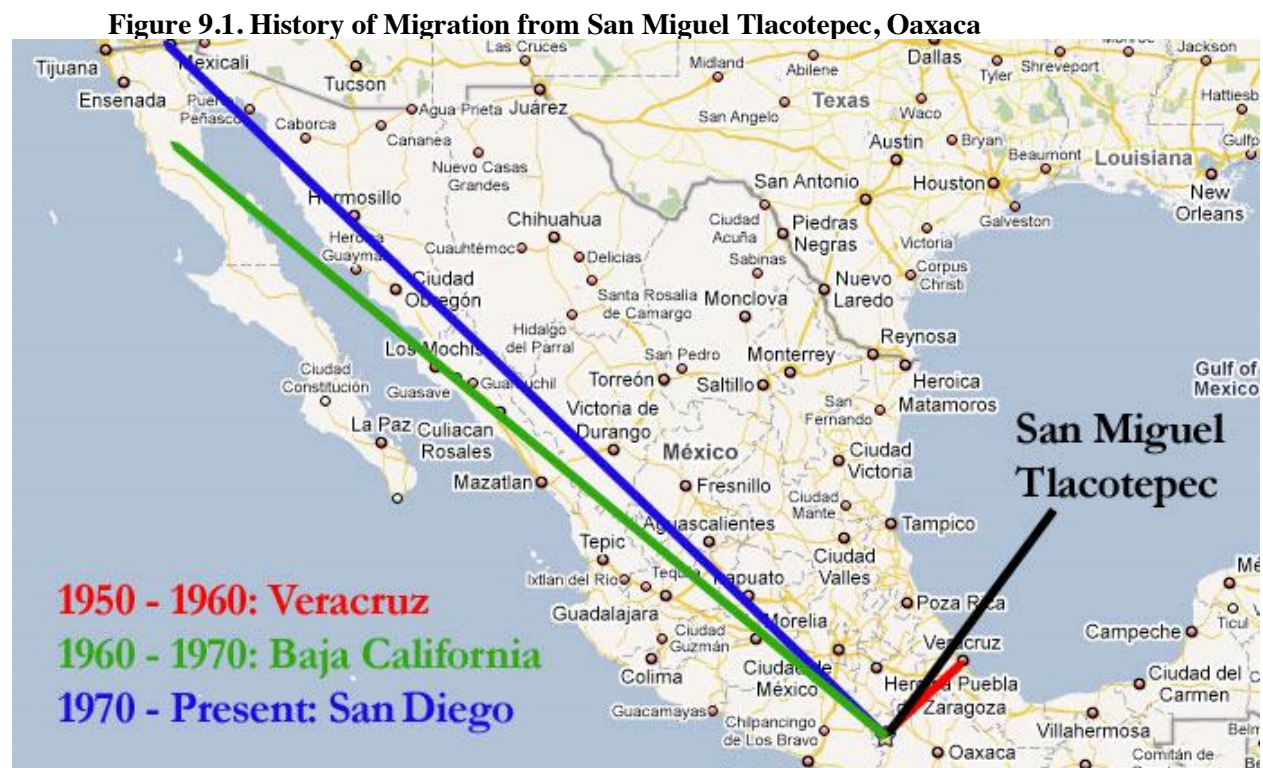 Figure 9.1. History of Migration from San Miguel Tlacotepec, Oaxaca
Las Cruces
Dallas
Jackson
Tijuana
Mexicali
Midland
Abilene
Tyler
Shreveport
Tucson
Ensenada
Puerto
Peñasco
Agua Prieta
Juárez
Texas
Hattiesb
Caborca
Cananea
San Angelo
Waco
Nuevo Casas
Grandes
Austin
Bryan
Beaumont
Louisiana
Gulfp
Hermosillo
San Antonio
Houston
New
Orleans
Chihuahua
Ciudad
Acuña
Piedras
Negras
Galveston
Heroica
Guaymas
Cuauhtémoc
Delicias
Sabinas
Victoria
Ciudad
Obregón
Santa Rosalia
de Camargo
Monclova
Nuevo
Laredo
Corpus
Christi
Hidalgo
del Parral
Reynosa
Los Mochis
San Pedro
Monterrey
Ciudad
Constitución
Guasave
Guamuchil
Torreón
Saltillo
Heroica
Matamoros
Gulf of
Mexico
La Paz
Culiacan
Rosales
Victoria de
Durango
San
Fernando
San Miguel
Tlacotepec
México
Ciudad
Victoria
Mazatlan
Fresnillo
Ciudad
Mante
Aguascalientes
Tampico
Tepic
Ciudad
Valles
Ixtlan del Rio
Tequila
Irapuato
1950 - 1960: Veracruz
Guadalajara
Morelia
Poza Rica
Mé
Ticul
1960 - 1970: Baja California
Ciudad
Guzmán
Veracruz
Campeche
Colima
Ciudad de
México
Heroica Puebla
de Zaragoza
Ciudad del
Carmen
1970 - Present: San Diego
Guacamayas
Chilpancingo
de Los Bravo
Villahermosa
Oaxaca
Comitán de